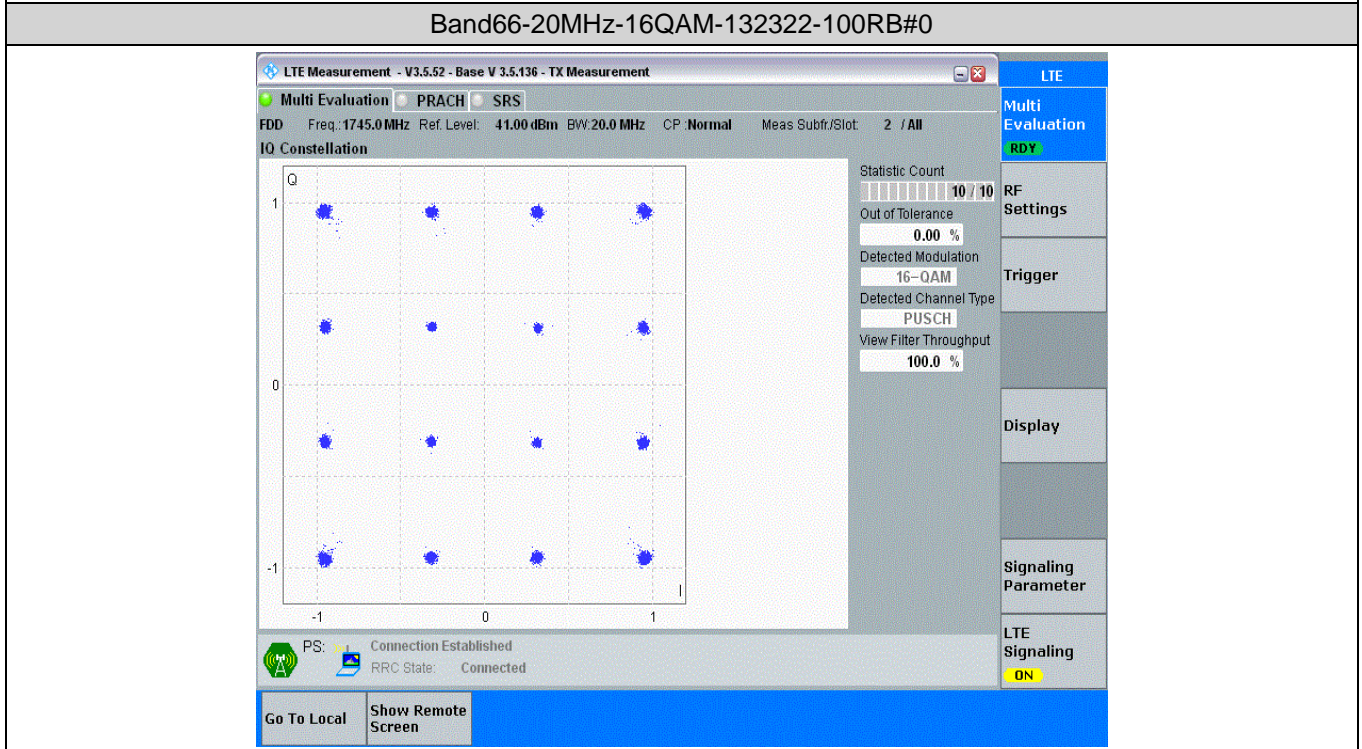 Band66-20MHz-16QAM-132322-100RB#0
LTE Measurement - V3.5.52 - Base V 3.5.136 - TX Measurement
LTE
Multi Evaluation PRACH SRS
Multi
Evaluation
RDY
FDD Freq.:1745.0 MHz Ref. Level: 41.00 dBm BW:20.0 MHz CP :Normal Meas Subfr./Slot: 2 / All
IQ Constellation
Q
1
0
-1
-1 0 1
I
Statistic Count
10 / 10
Out of Tolerance
0.00 %
Detected Modulation
16-QAM
Detected Channel Type
PUSCH
View Filter Throughput
100.0 %
RF
Settings
Trigger
Display
Signaling
Parameter
LTE
Signaling
ON
PS: Connection Established
RRC State: Connected
Go To Local
Show Remote
Screen